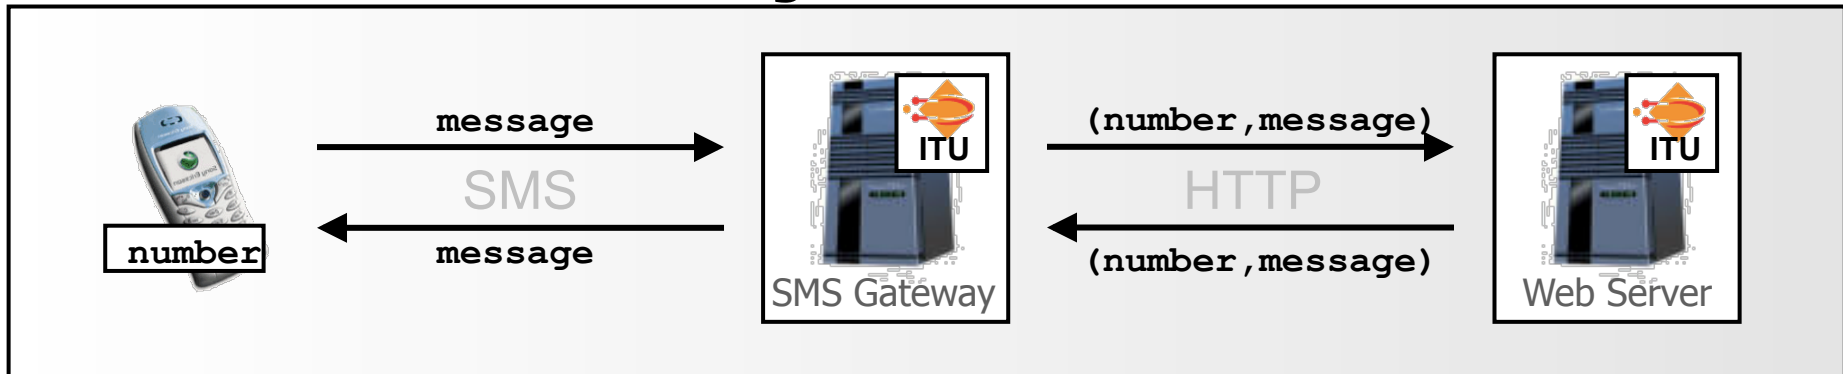 message
(number,message)
ITU
ITU
SMS
HTTP
number
message
(number,message)
SMS Gateway
Web Server